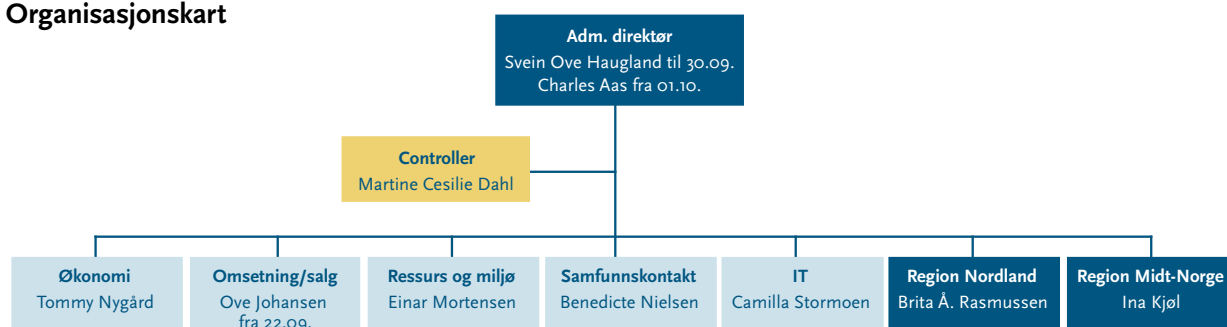 Organisasjonskart
Adm. direktør
Svein Ove Haugland til 30.09.
Charles Aas fra 01.10.
Controller
Martine Cesilie Dahl
Økonomi
Tommy Nygård
Omsetning/salg
Ove Johansen
fra 22.09.
Ressurs og miljø
Einar Mortensen
Samfunnskontakt
Benedicte Nielsen
IT
Camilla Stormoen
Region Nordland
Brita Å. Rasmussen
Region Midt-Norge
Ina Kjøl